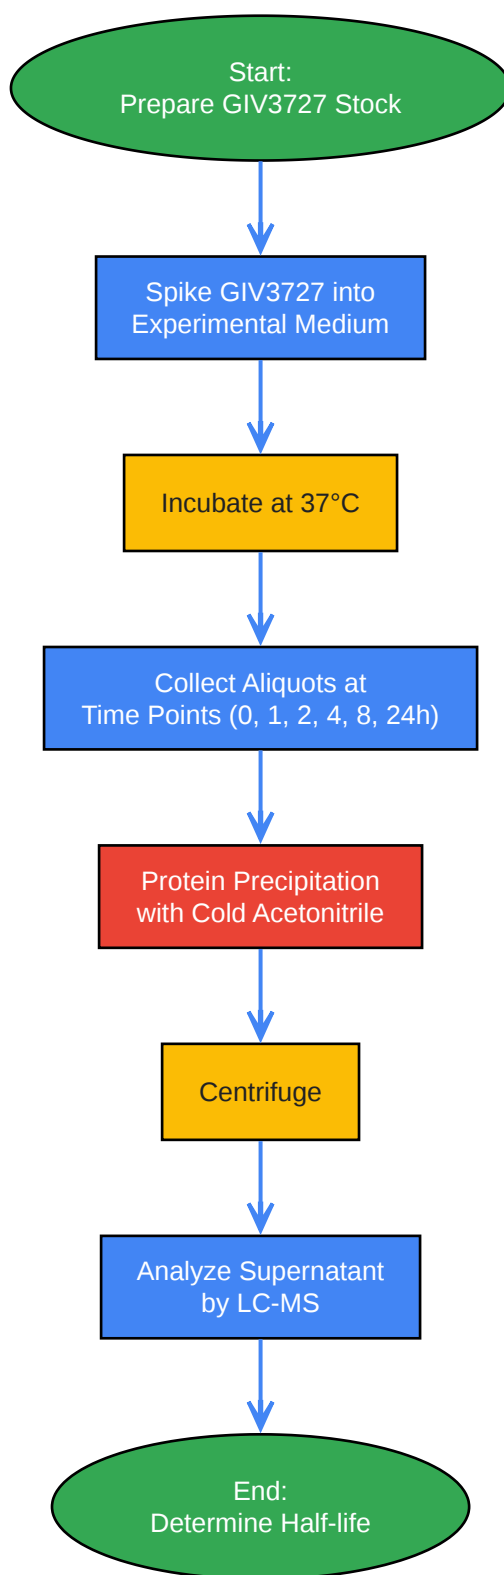 Start:
Prepare GIV3727 Stock
Spike GIV3727 into
Experimental Medium
Incubate at 37°C
Collect Aliquots at
Time Points (0, 1, 2, 4, 8, 24h)
Protein Precipitation
with Cold Acetonitrile
Centrifuge
Analyze Supernatant
by LC-MS
End:
Determine Half-life